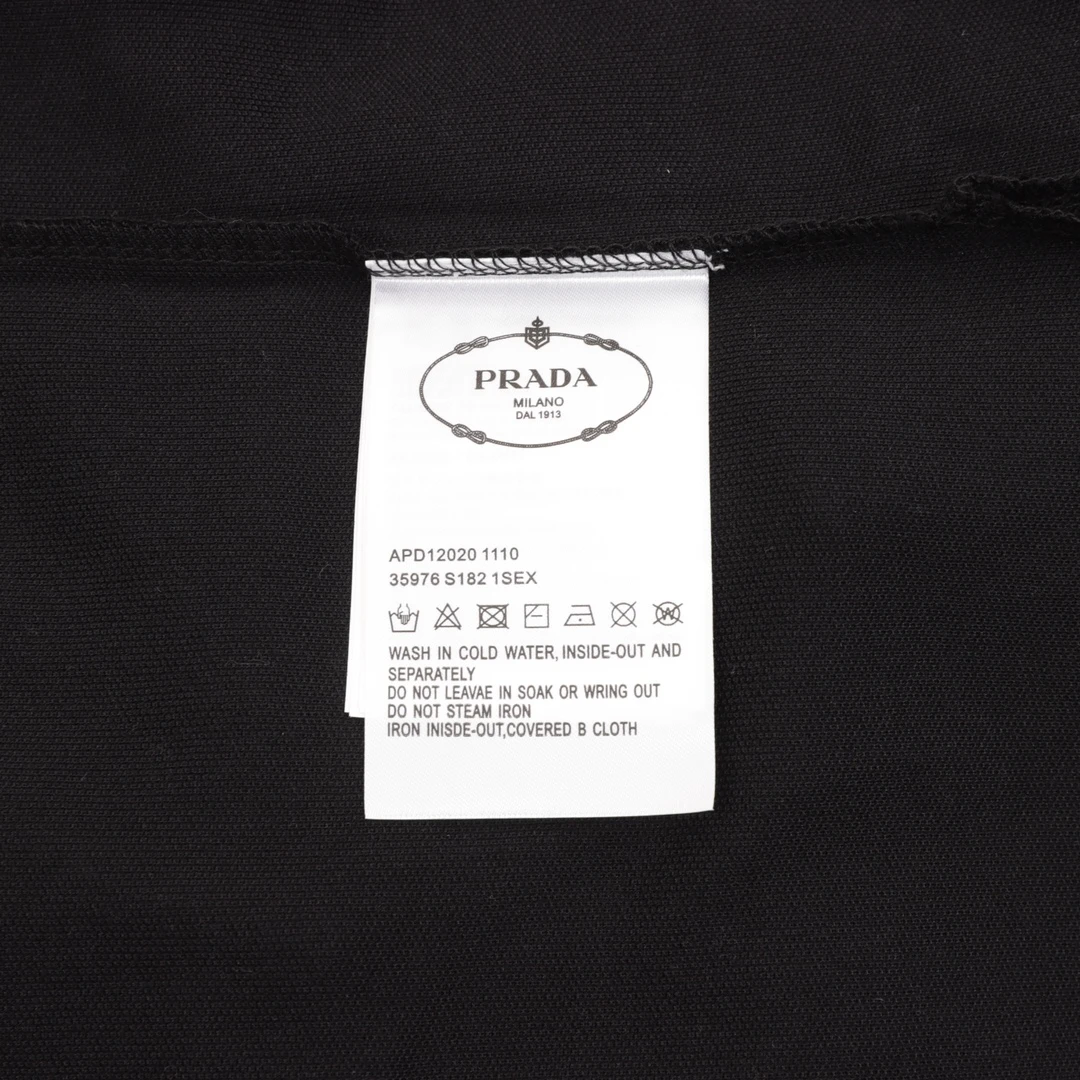 PRADA
MILANO
DAL 1913
APD12020 1110
35976 S182 1SEX
WASH IN COLD WATER, INSIDE-OUT AND
SEPARATELY
DO NOT LEAVAE IN SOAK OR WRING OUT
DO NOT STEAM IRON
IRON INISDE-OUT,COVERED B CLOTH